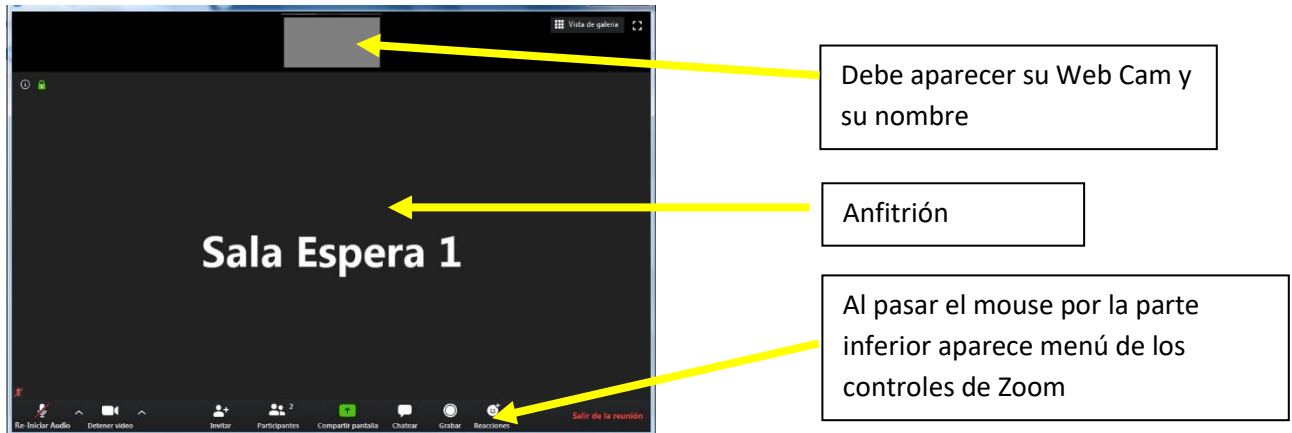 Vista de galería
Debe aparecer su Web Cam y
su nombre
Anfitrión
Sala Espera 1
Al pasar el mouse por la parte
inferior aparece menú de los
controles de Zoom
2
Re-Iniciar Audio Detener video Invitar Participantes Compartir pantalla Chatear Grabar Reacciones Salir de la reunión